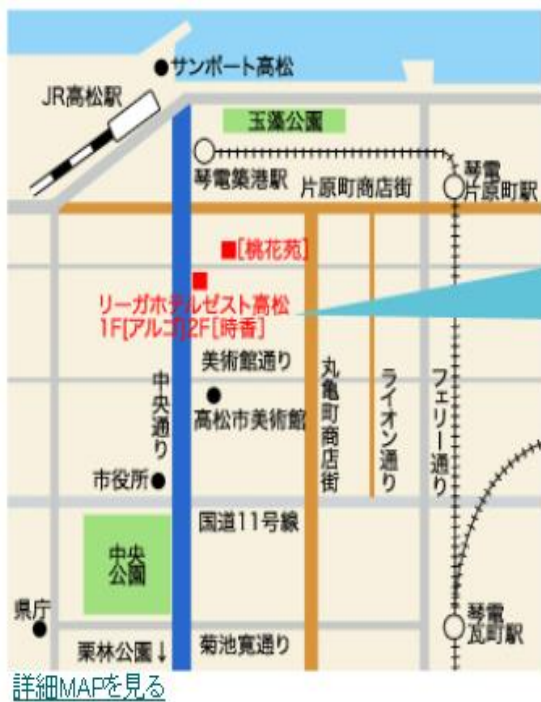 サンポート高松
JR高松駅
玉藻公園
琴電築港駅
片原町商店街
琴電
片原町駅
■[桃花苑]
リーガホテルゼスト高松
1F[アルゴ]2F[時香]
美術館通り
高松市美術館
中央通り
丸亀町商店街
ライオン通り
フェリー通り
市役所
国道11号線
中央
公園
県庁
琴電
瓦町駅
栗林公園↓
菊池寛通り
詳細MAPを見る